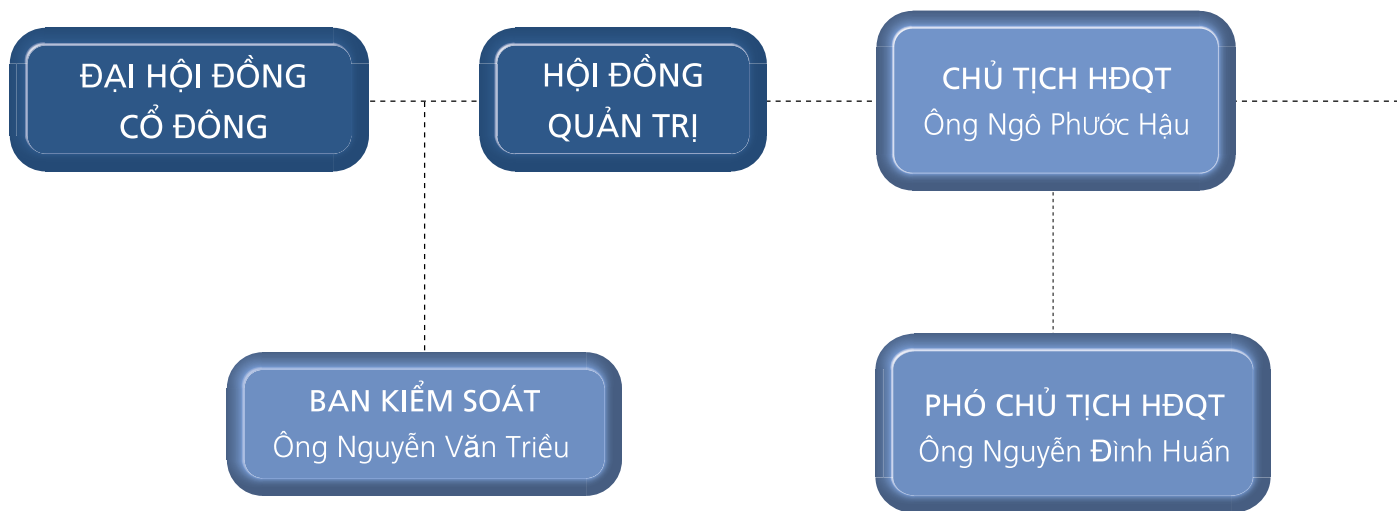 ĐẠI HỘI ĐỒNG
CỔ ĐÔNG
HỘI ĐỒNG
QUẢN TRỊ
CHỦ TỊCH HĐQT
Ông Ngô Phước Hậu
BAN KIỂM SOÁT
Ông Nguyễn Văn Triều
PHÓ CHỦ TỊCH HĐQT
Ông Nguyễn Đình Huấn